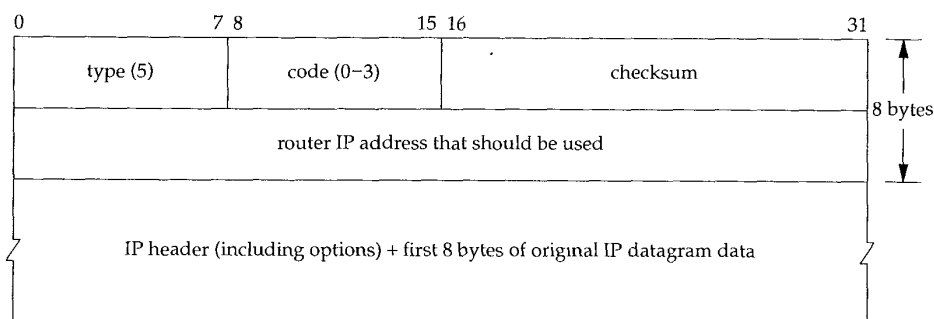 0 7 8 15 16 31
type (5) code (0–3) checksum
8 bytes
router IP address that should be used
IP header (including options) + first 8 bytes of original IP datagram data